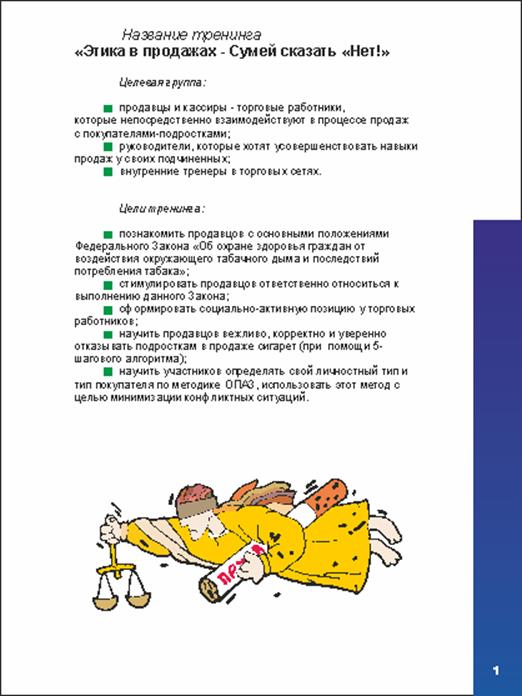 Название тренинга
«Этика в продажах - Сумей сказать «Нет!»
Целевая группа:
продавцы и кассиры - торговые работники,
которые непосредственно взаимодействуют в процессе продаж
с покупателями-подростками;
руководители, которые хотят усовершенствовать навыки
продаж у своих подчиненных;
внутренние тренеры в торговых сетях.
Цели тренинга:
познакомить продавцов с основными положениями
Федерального Закона «Об охране здоровья граждан от
воздействия окружающего табачного дыма и последствий
потребления табака»;
стимулировать продавцов ответственно относиться к
выполнению данного Закона;
сформировать социально-активную позицию у торговых
работников;
научить продавцов вежливо, корректно и уверенно
отказывать подросткам в продаже сигарет (при помощи 5-
шагового алгоритма);
научить участников определять свой личностный тип и
тип покупателя по методике ОПАЗ, использовать этот метод с
целью минимизации конфликтных ситуаций.
1